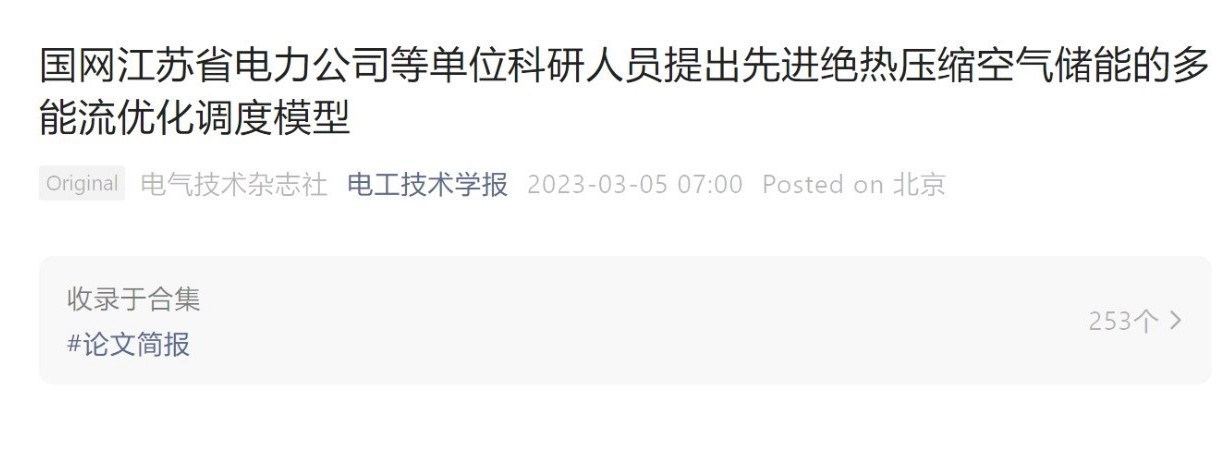 国网江苏省电力公司等单位科研人员提出先进绝热压缩空气储能的多
能流优化调度模型
Original 电气技术杂志社 电工技术学报 2023-03-05 07:00 Posted on 北京
收录于合集
#论文简报
253个 >